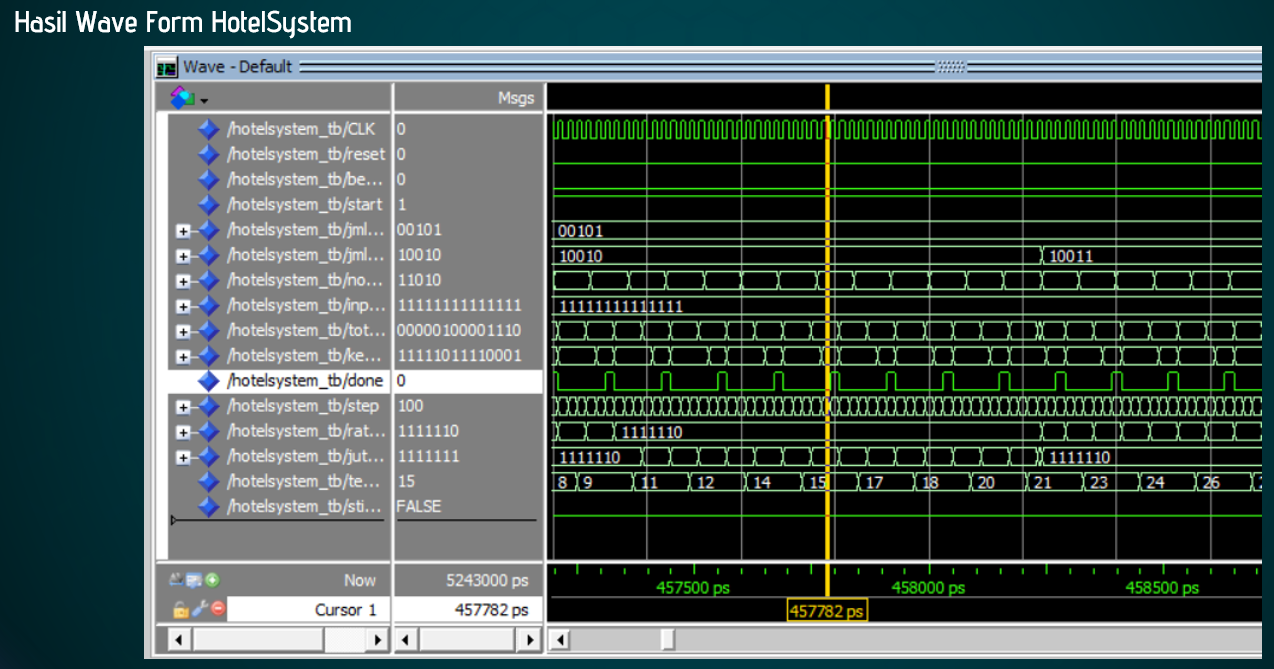 Hasil Wave Form HotelSystem
Wave - Default
Msgs
/hotelsystem_tb/CLK 0
/hotelsystem_tb/reset 0
/hotelsystem_tb/be... 0
/hotelsystem_tb/start 1
/hotelsystem_tb/jml... 00101 00101
/hotelsystem_tb/jml... 10010 10010 10011
/hotelsystem_tb/no... 11010
/hotelsystem_tb/inp... 11111111111111 11111111111111
/hotelsystem_tb/tot... 00000100001110
/hotelsystem_tb/ke... 11111011110001
/hotelsystem_tb/done 0
/hotelsystem_tb/step 100
/hotelsystem_tb/rat... 1111110 1111110
/hotelsystem_tb/jut... 1111111 1111110 1111110
/hotelsystem_tb/te... 15 8 9 11 12 14 15 17 18 20 21 23 24 26
/hotelsystem_tb/sti... FALSE
Now 5243000 ps 457500 ps 458000 ps 458500 ps
Cursor 1 457782 ps 457782 ps